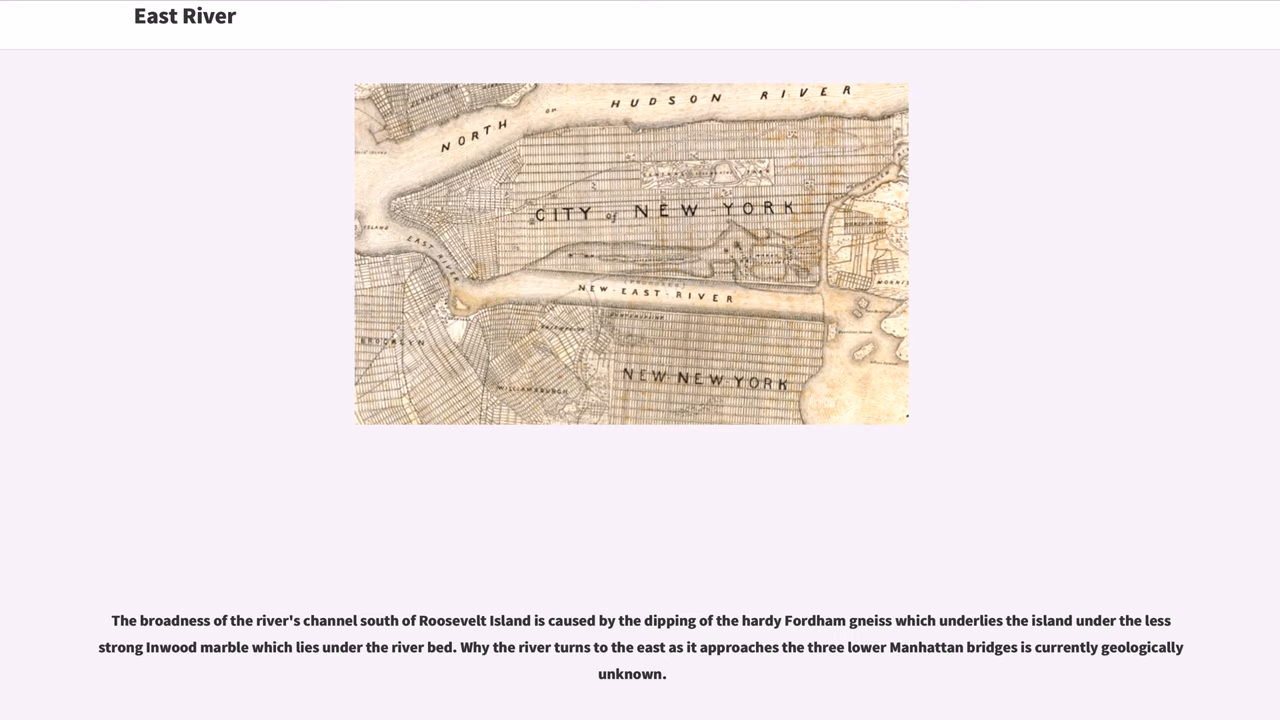 East River
HUDSON RIVER
NORTH
OR
CITY of NEW YORK
ISLAND
EAST RIVER
NEW EAST RIVER
BROOKLYN
NEW NEW YORK
WILLIAMSBURGH
The broadness of the river's channel south of Roosevelt Island is caused by the dipping of the hardy Fordham gneiss which underlies the island under the less
strong Inwood marble which lies under the river bed. Why the river turns to the east as it approaches the three lower Manhattan bridges is currently geologically
unknown.